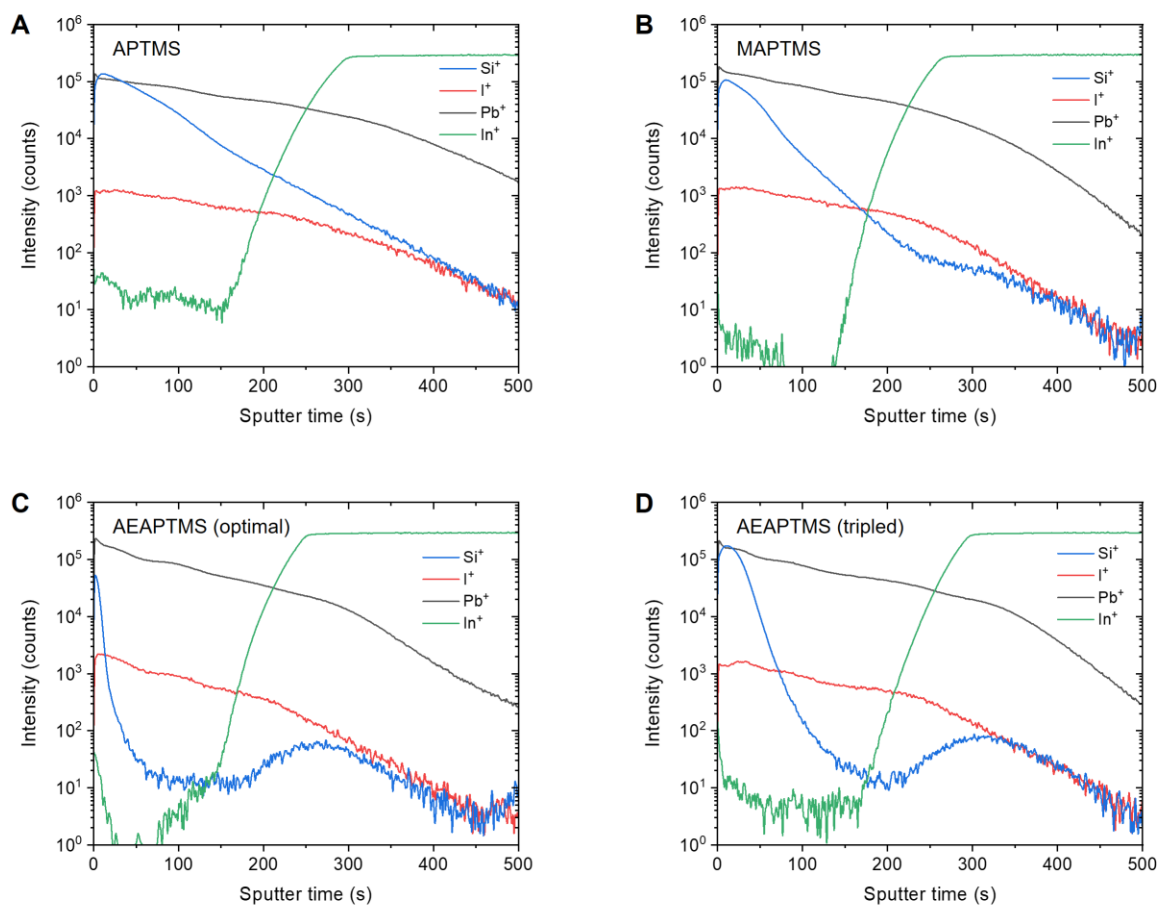 A
APTMS
Intensity (counts)
10⁶
10⁵
10⁴
10³
10²
10¹
10⁰
Si⁺
I⁺
Pb⁺
In⁺
0 100 200 300 400 500
Sputter time (s)
B
MAPTMS
Intensity (counts)
10⁶
10⁵
10⁴
10³
10²
10¹
10⁰
Si⁺
I⁺
Pb⁺
In⁺
0 100 200 300 400 500
Sputter time (s)
C
AEAPTMS (optimal)
Intensity (counts)
10⁶
10⁵
10⁴
10³
10²
10¹
10⁰
Si⁺
I⁺
Pb⁺
In⁺
0 100 200 300 400 500
Sputter time (s)
D
AEAPTMS (tripled)
Intensity (counts)
10⁶
10⁵
10⁴
10³
10²
10¹
10⁰
Si⁺
I⁺
Pb⁺
In⁺
0 100 200 300 400 500
Sputter time (s)